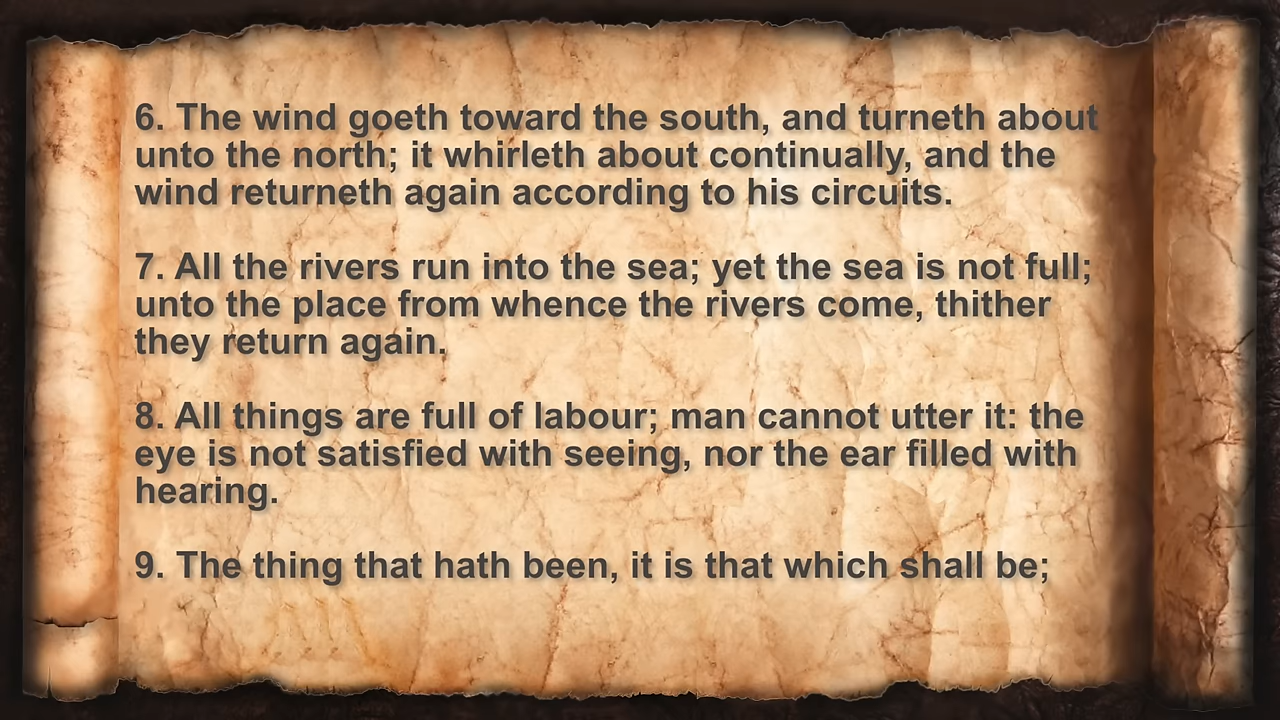 6. The wind goeth toward the south, and turneth about
unto the north; it whirleth about continually, and the
wind returneth again according to his circuits.
7. All the rivers run into the sea; yet the sea is not full;
unto the place from whence the rivers come, thither
they return again.
8. All things are full of labour; man cannot utter it: the
eye is not satisfied with seeing, nor the ear filled with
hearing.
9. The thing that hath been, it is that which shall be;